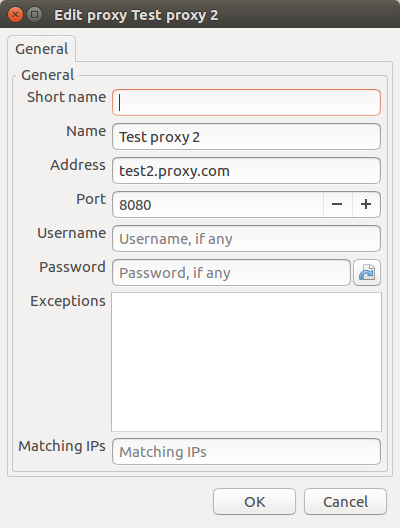 Edit proxy Test proxy 2
General
General
Short name
Name Test proxy 2
Address test2.proxy.com
Port 8080 − +
Username Username, if any
Password Password, if any
Exceptions
Matching IPs Matching IPs
OK Cancel